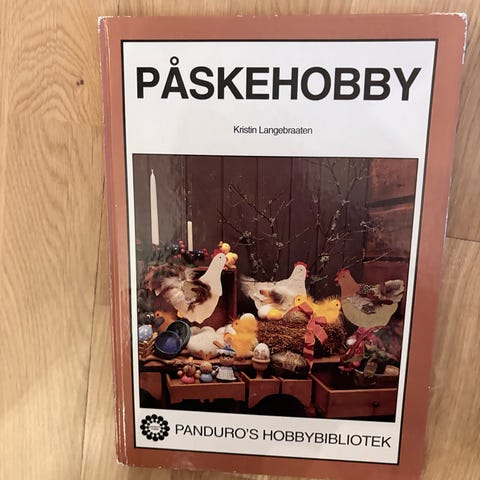 PÅSKEHOBBY
Kristin Langebraaten
PANDURO'S HOBBYBIBLIOTEK